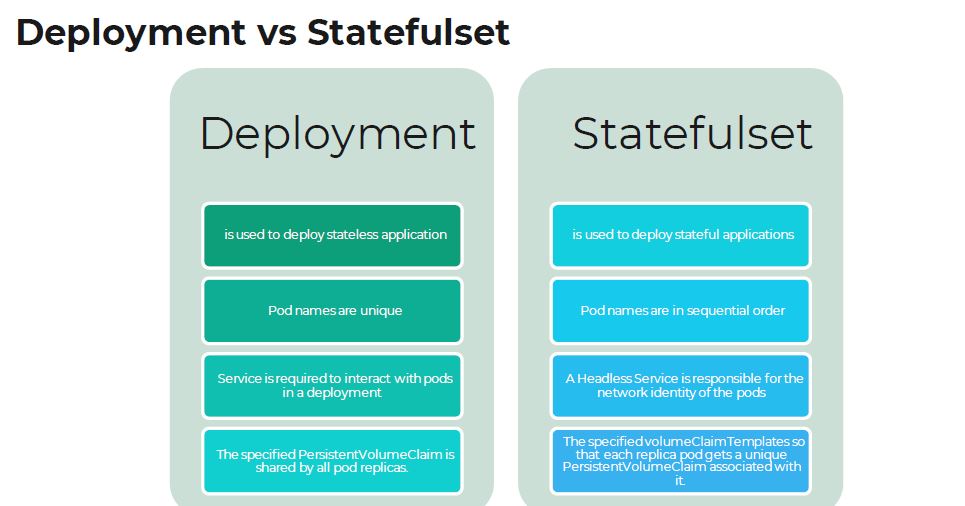 Deployment vs Statefulset
Deployment
is used to deploy stateless application
Pod names are unique
Service is required to interact with pods
in a deployment
The specified PersistentVolumeClaim is
shared by all pod replicas.
Statefulset
is used to deploy stateful applications
Pod names are in sequential order
A Headless Service is responsible for the
network identity of the pods
The specified volumeClaimTemplates so
that each replica pod gets a unique
PersistentVolumeClaim associated with
it.